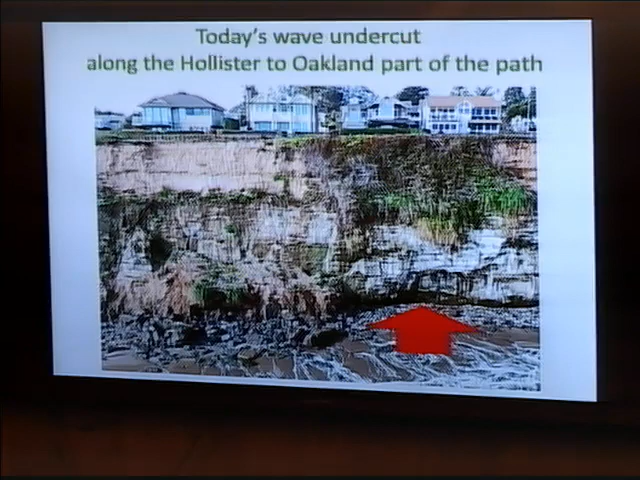 Today's wave undercut
along the Hollister to Oakland part of the path